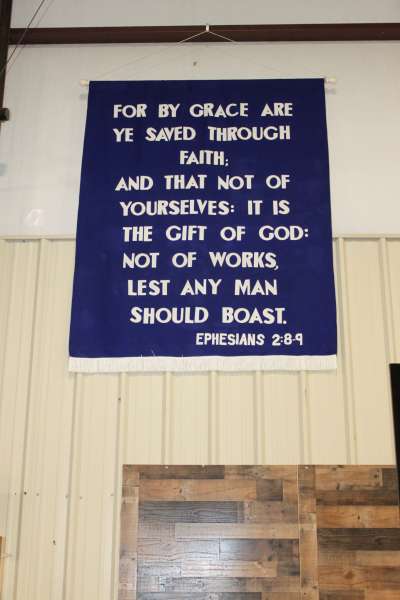 FOR BY GRACE ARE
YE SAVED THROUGH
FAITH;
AND THAT NOT OF
YOURSELVES: IT IS
THE GIFT OF GOD:
NOT OF WORKS,
LEST ANY MAN
SHOULD BOAST.
EPHESIANS 2:8-9